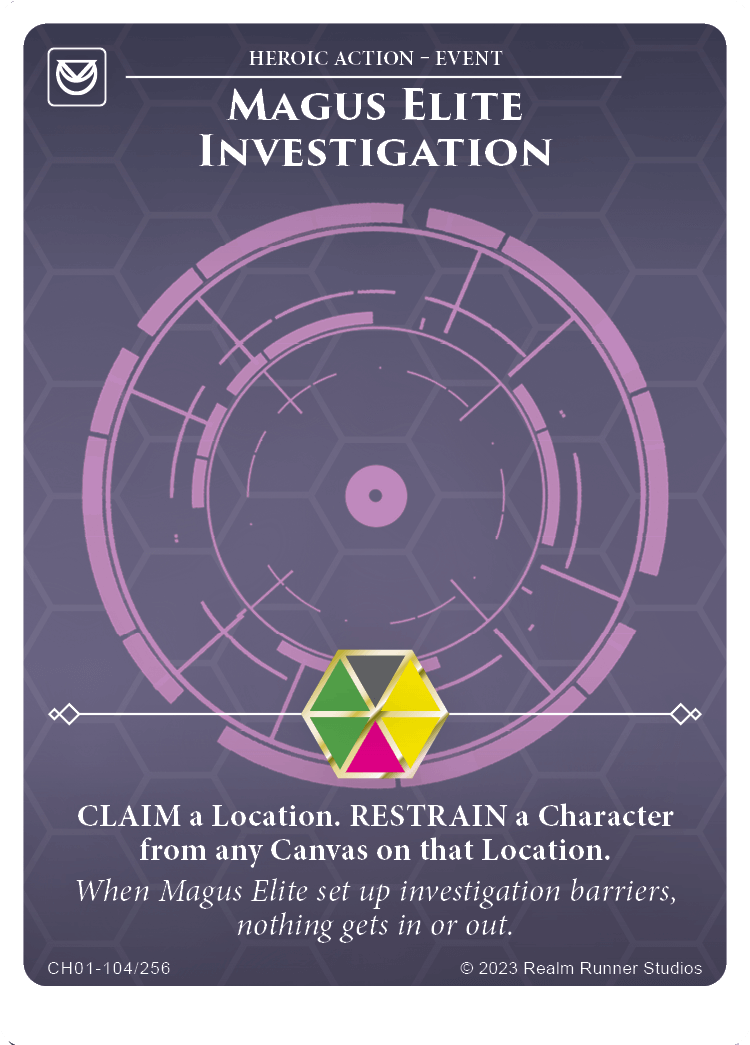 HEROIC ACTION – EVENT
Magus Elite
Investigation
CLAIM a Location. RESTRAIN a Character
from any Canvas on that Location.
When Magus Elite set up investigation barriers,
nothing gets in or out.
CH01-104/256
© 2023 Realm Runner Studios